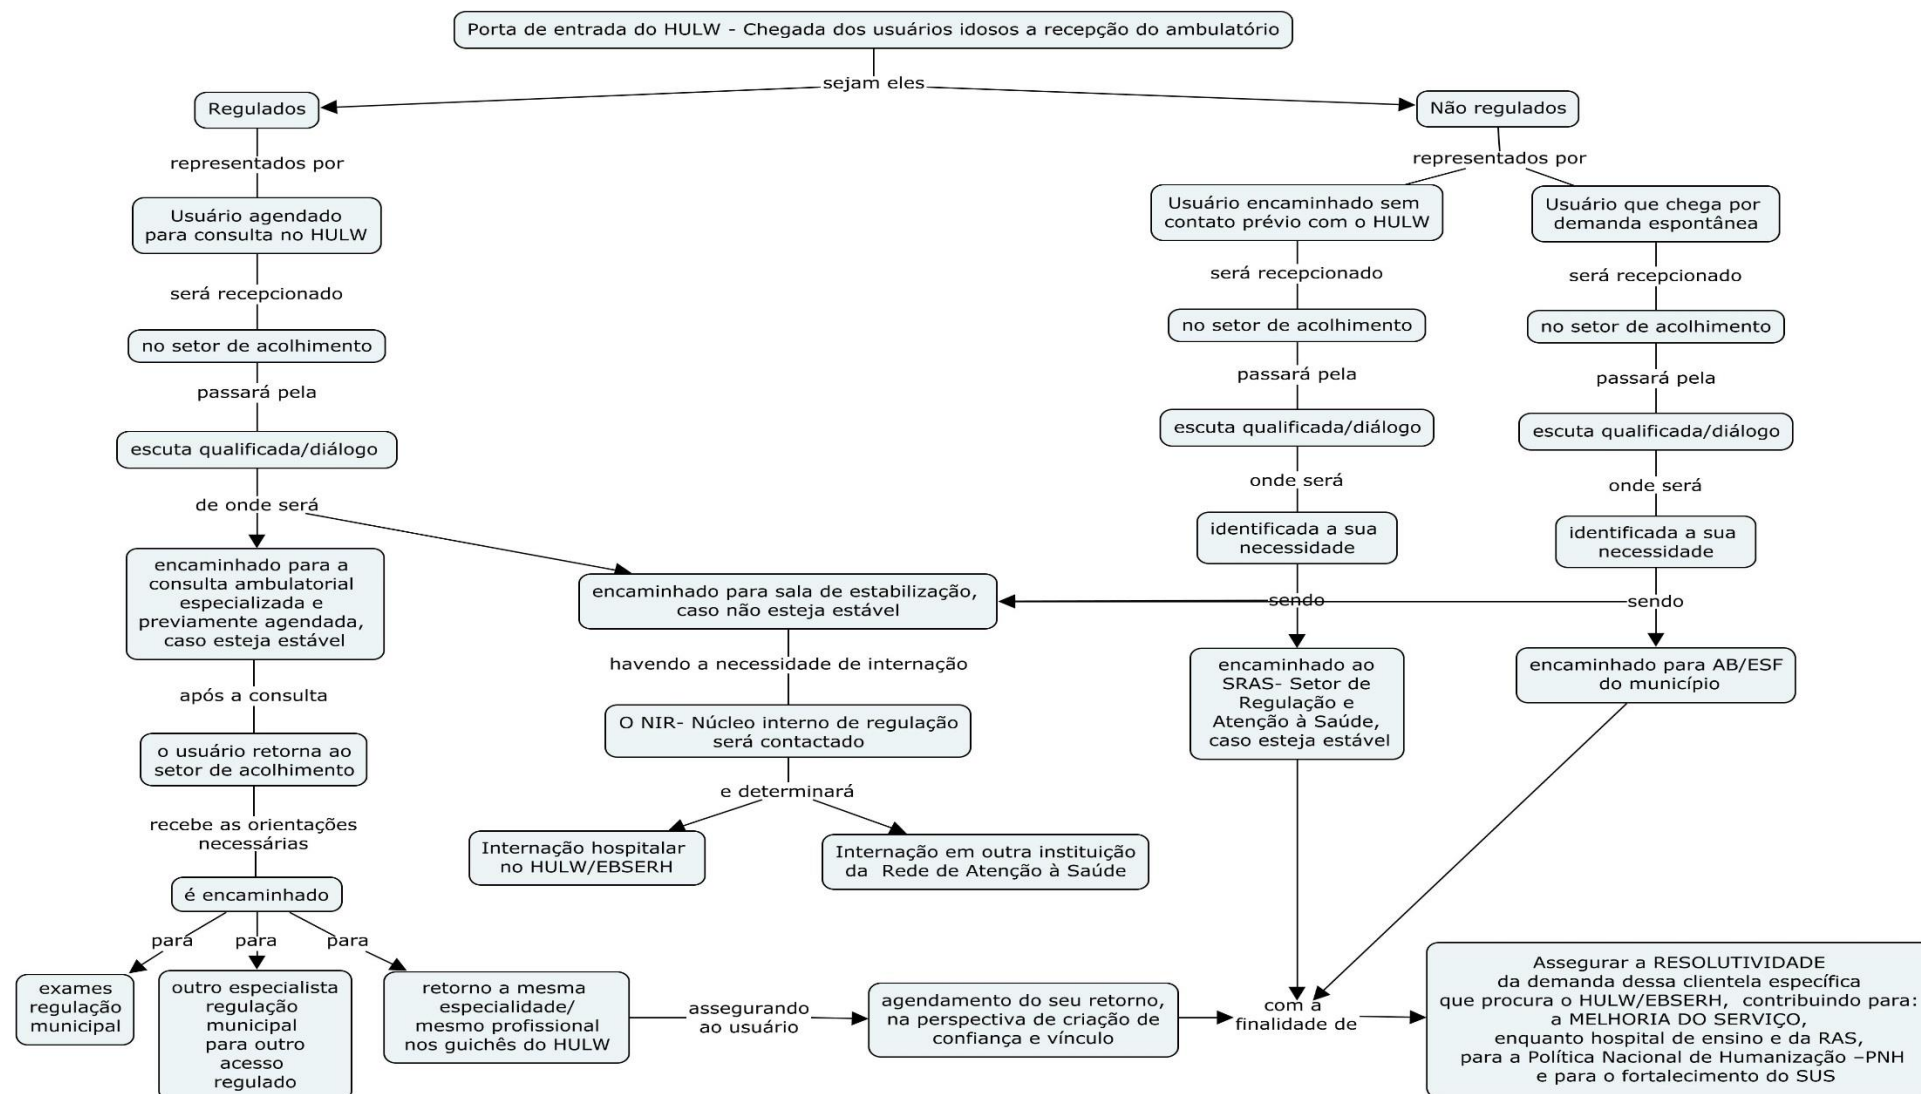 Porta de entrada do HULW - Chegada dos usuários idosos a recepção do ambulatório
sejam eles
Regulados
Não regulados
representados por
representados por
Usuário agendado
para consulta no HULW
Usuário encaminhado sem
contato prévio com o HULW
Usuário que chega por
demanda espontânea
será recepcionado
será recepcionado
será recepcionado
no setor de acolhimento
no setor de acolhimento
no setor de acolhimento
passará pela
passará pela
passará pela
escuta qualificada/diálogo
escuta qualificada/diálogo
escuta qualificada/diálogo
de onde será
onde será
onde será
identificada a sua
necessidade
identificada a sua
necessidade
encaminhado para a
consulta ambulatorial
especializada e
previamente agendada,
caso esteja estável
encaminhado para sala de estabilização,
caso não esteja estável
sendo
sendo
havendo a necessidade de internação
encaminhado ao
SRAS- Setor de
Regulação e
Atenção à Saúde,
caso esteja estável
encaminhado para AB/ESF
do município
após a consulta
O NIR- Núcleo interno de regulação
será contactado
o usuário retorna ao
setor de acolhimento
e determinará
recebe as orientações
necessárias
Internação hospitalar
no HULW/EBSERH
Internação em outra instituição
da Rede de Atenção à Saúde
é encaminhado
para
para
para
exames
regulação
municipal
outro especialista
regulação
municipal
para outro
acesso
regulado
retorno a mesma
especialidade/
mesmo profissional
nos guichês do HULW
assegurando
ao usuário
agendamento do seu retorno,
na perspectiva de criação de
confiança e vínculo
com a
finalidade de
Assegurar a RESOLUTIVIDADE
da demanda dessa clientela específica
que procura o HULW/EBSERH, contribuindo para:
a MELHORIA DO SERVIÇO,
enquanto hospital de ensino e da RAS,
para a Política Nacional de Humanização –PNH
e para o fortalecimento do SUS